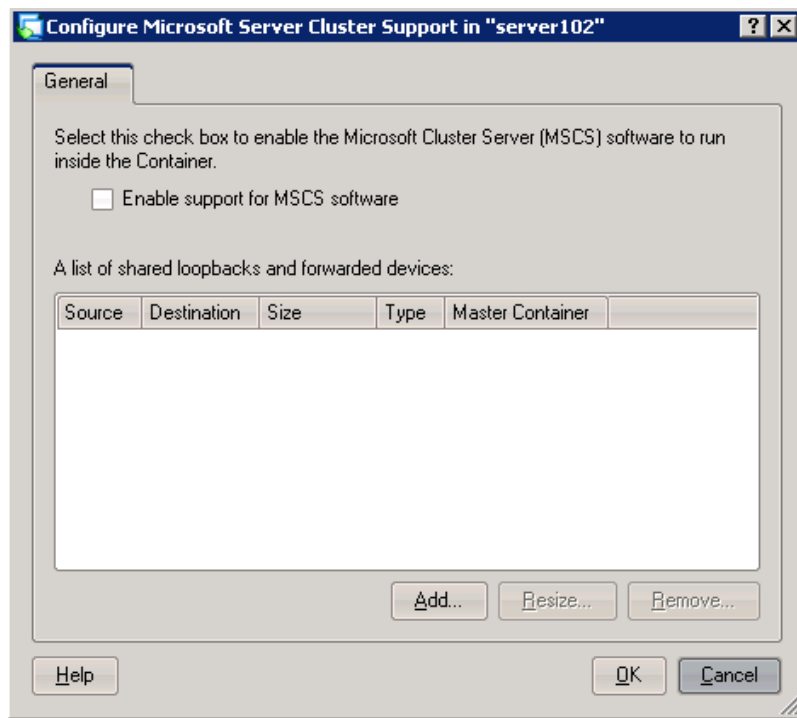 Configure Microsoft Server Cluster Support in "server102"
General
Select this check box to enable the Microsoft Cluster Server (MSCS) software to run
inside the Container.
Enable support for MSCS software
A list of shared loopbacks and forwarded devices:
Source Destination Size Type Master Container
Add... Resize... Remove...
Help OK Cancel